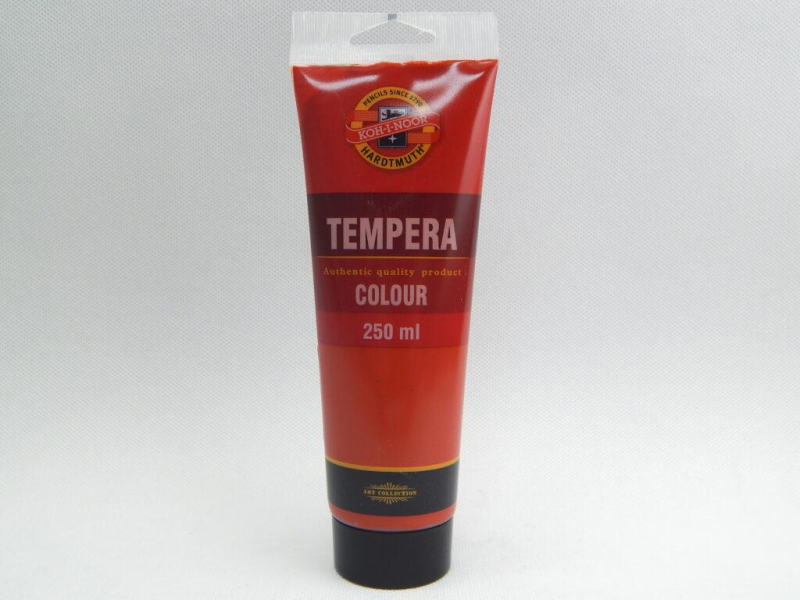 PENCILS SINCE 1790
KOH-I-NOOR
HARDTMUTH
TEMPERA
Authentic quality product
COLOUR
250 ml
ART COLLECTION